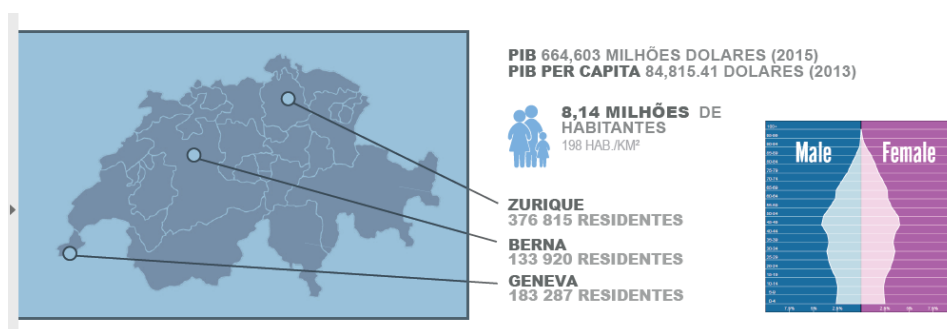 PIB 664,603 MILHÕES DOLARES (2015)
PIB PER CAPITA 84,815.41 DOLARES (2013)
8,14 MILHÕES DE
HABITANTES
198 HAB./KM²
ZURIQUE
376 815 RESIDENTES
BERNA
133 920 RESIDENTES
GENEVA
183 287 RESIDENTES
Male Female